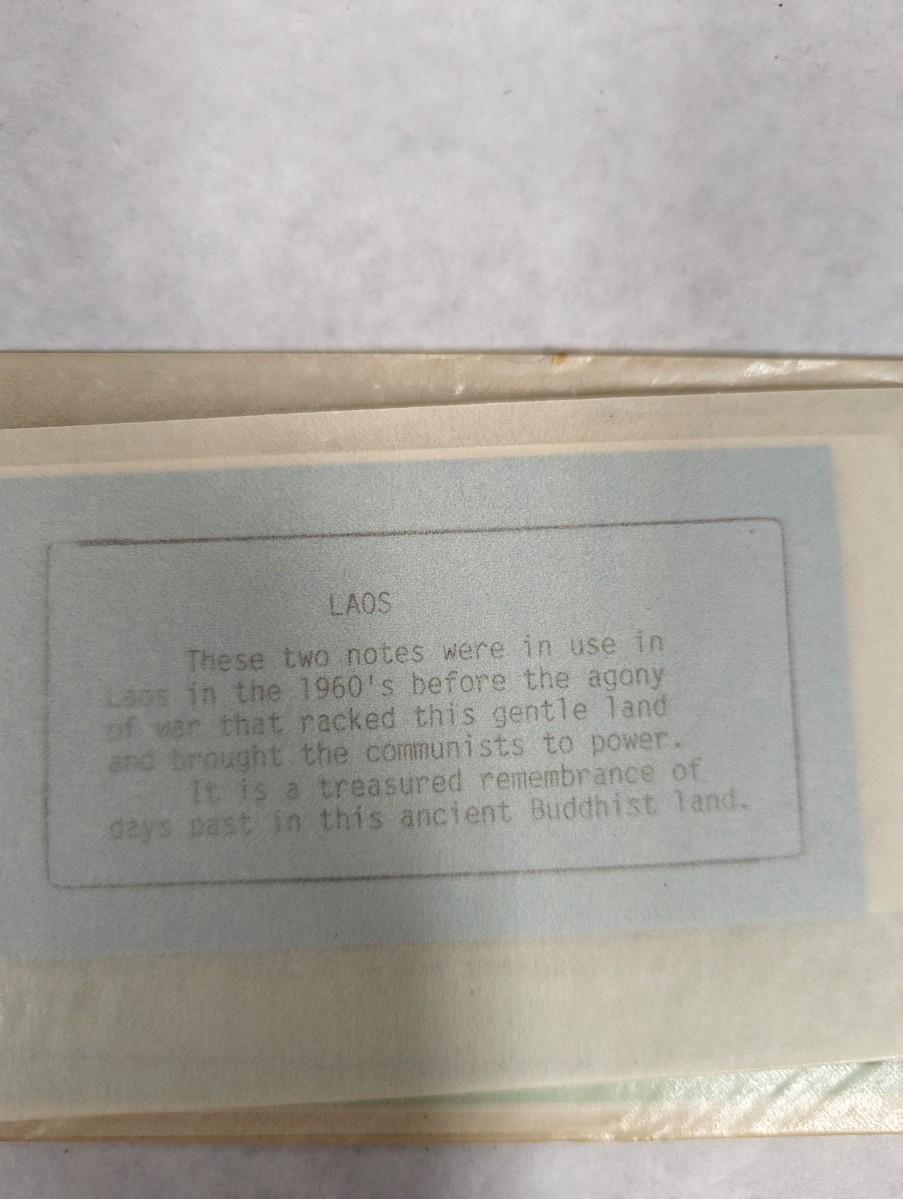 LAOS
These two notes were in use in
Laos in the 1960's before the agony
of war that racked this gentle land
and brought the communists to power.
It is a treasured remembrance of
days past in this ancient Buddhist land.